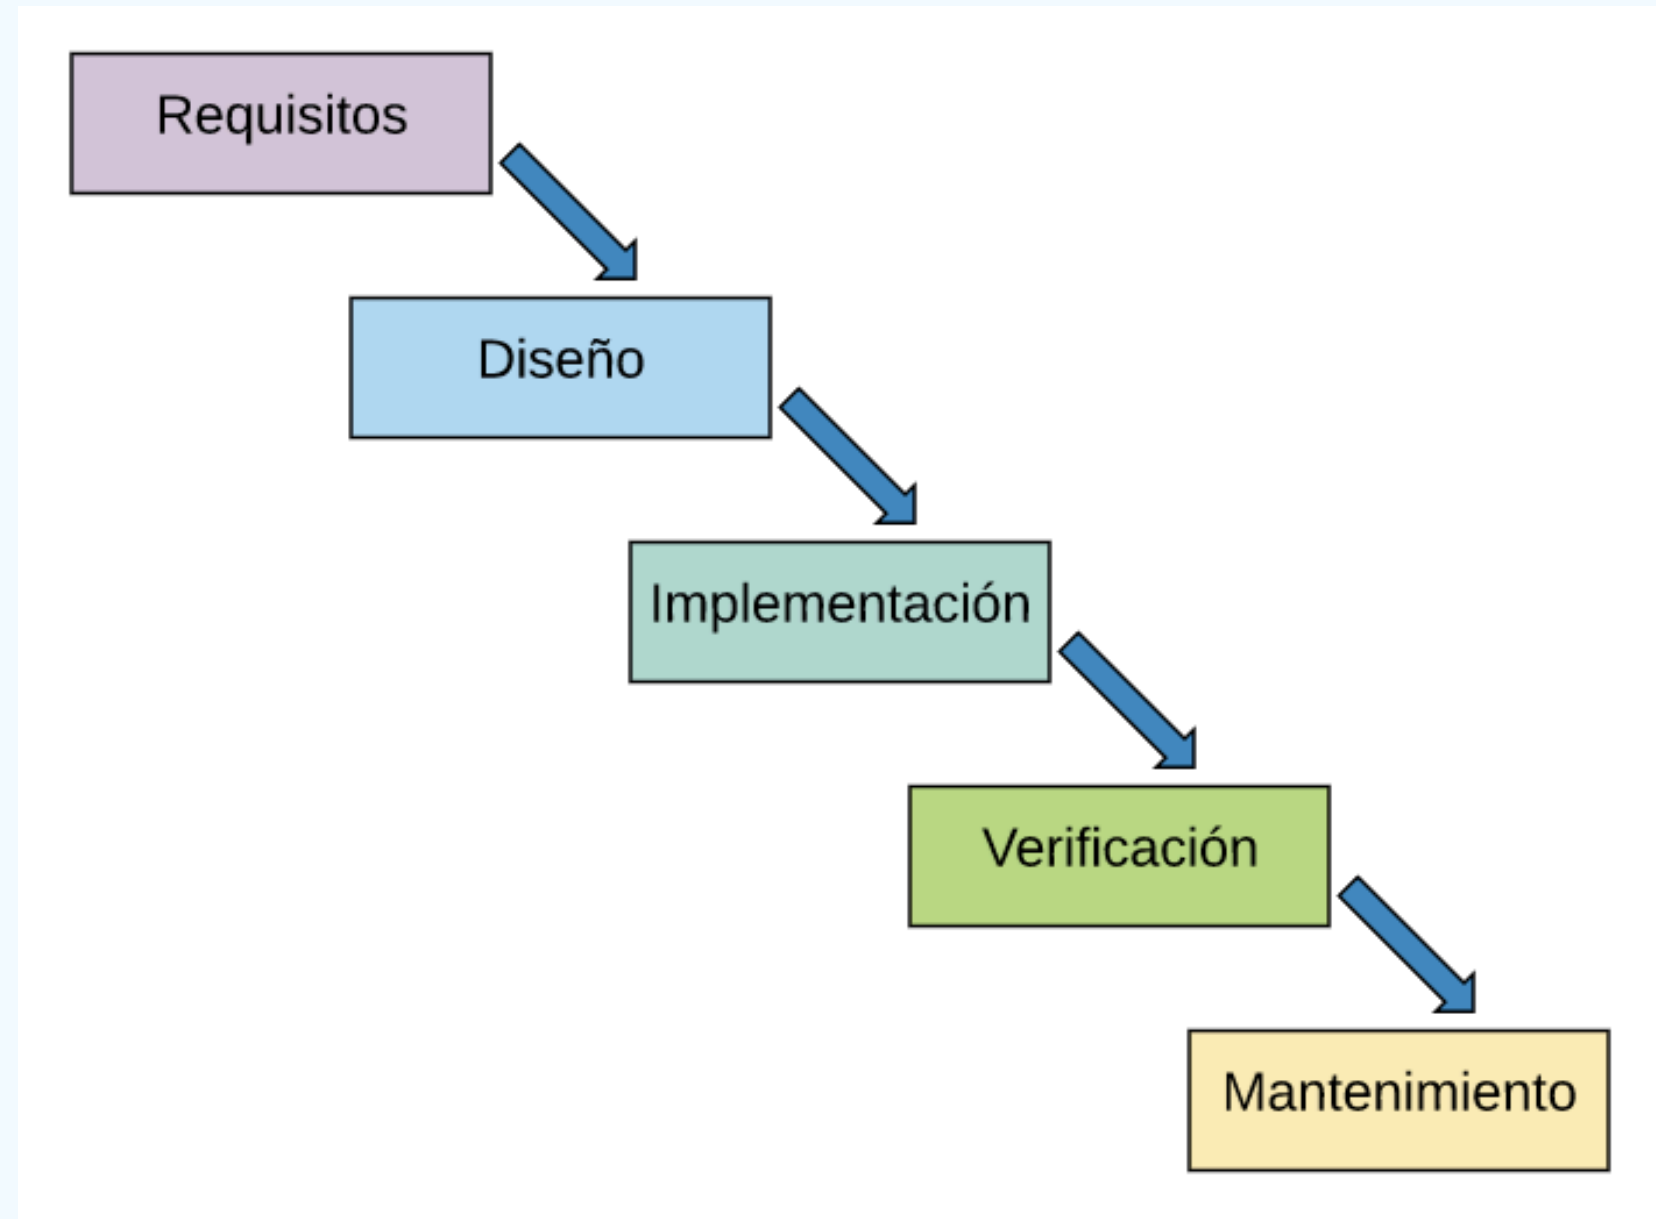 Requisitos
Diseño
Implementación
Verificación
Mantenimiento